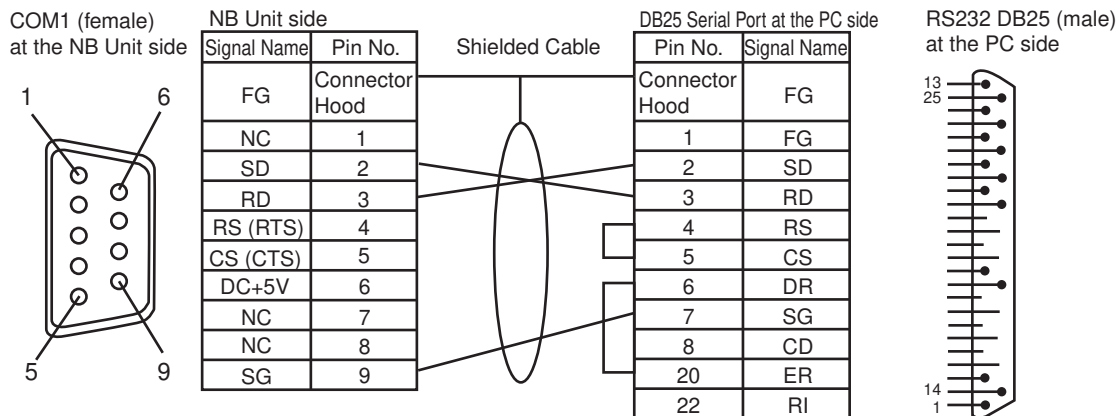 COM1 (female)
at the NB Unit side
1
6
5
9
NB Unit side
Signal Name Pin No.
FG Connector Hood
NC 1
SD 2
RD 3
RS (RTS) 4
CS (CTS) 5
DC+5V 6
NC 7
NC 8
SG 9
Shielded Cable
DB25 Serial Port at the PC side
Pin No. Signal Name
Connector Hood FG
1 FG
2 SD
3 RD
4 RS
5 CS
6 DR
7 SG
8 CD
20 ER
22 RI
RS232 DB25 (male)
at the PC side
13
25
14
1